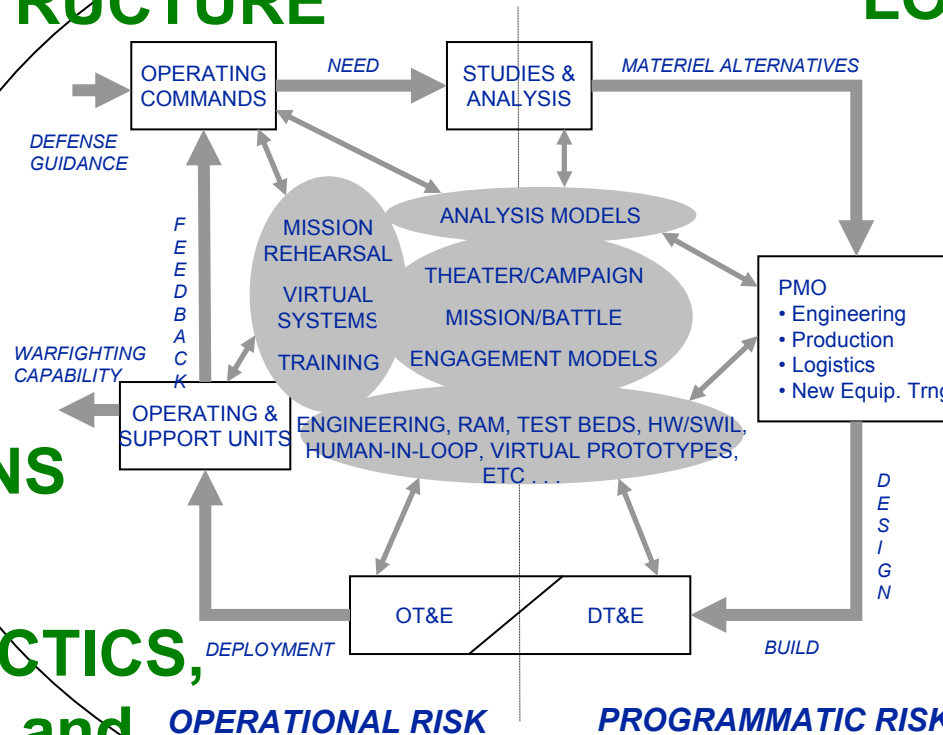 RUCTURE
LO
OPERATING
COMMANDS
NEED
STUDIES &
ANALYSIS
MATERIEL ALTERNATIVES
DEFENSE
GUIDANCE
FEEDBACK
MISSION
REHEARSAL
VIRTUAL
SYSTEMS
TRAINING
ANALYSIS MODELS
THEATER/CAMPAIGN
MISSION/BATTLE
ENGAGEMENT MODELS
PMO
• Engineering
• Production
• Logistics
• New Equip. Trng
WARFIGHTING
CAPABILITY
OPERATING &
SUPPORT UNITS
ENGINEERING, RAM, TEST BEDS, HW/SWIL,
HUMAN-IN-LOOP, VIRTUAL PROTOTYPES,
ETC . . .
NS
DESIGN
OT&E
DT&E
CTICS,
DEPLOYMENT
BUILD
and
OPERATIONAL RISK
PROGRAMMATIC RISK